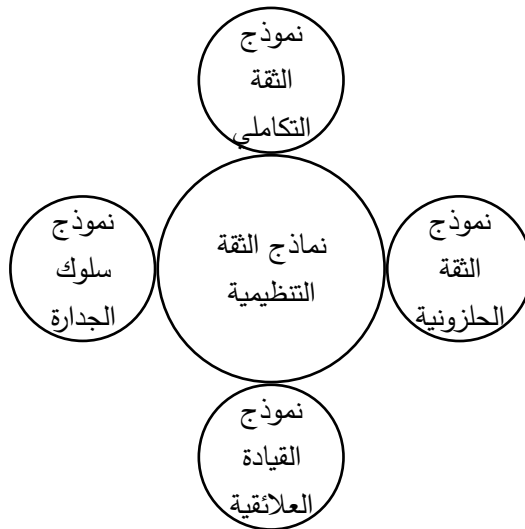 نموذج
الثقة
التكاملي
نموذج
الثقة
الحلزونية
نماذج الثقة
التنظيمية
نموذج
سلوك
الجدارة
نموذج
القيادة
العلائقية